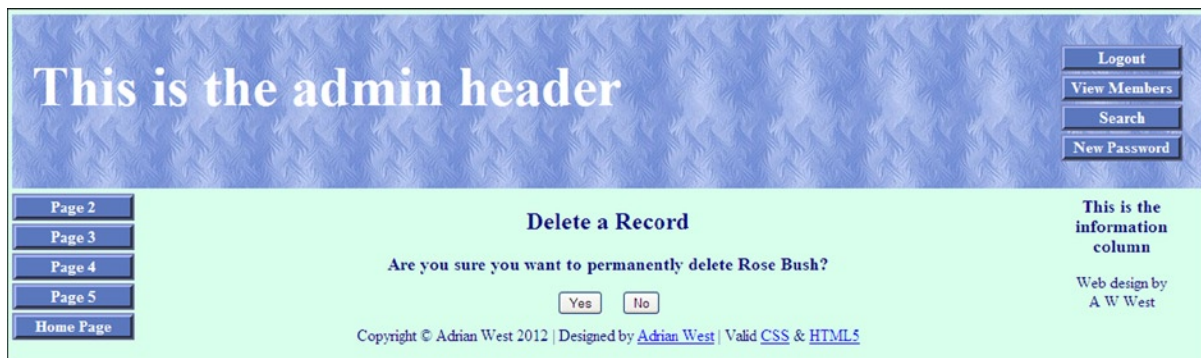 This is the admin header
Logout
View Members
Search
New Password
Page 2
Page 3
Page 4
Page 5
Home Page
Delete a Record
Are you sure you want to permanently delete Rose Bush?
Yes
No
Copyright © Adrian West 2012 | Designed by Adrian West | Valid CSS & HTML5
This is the
information
column
Web design by
A W West